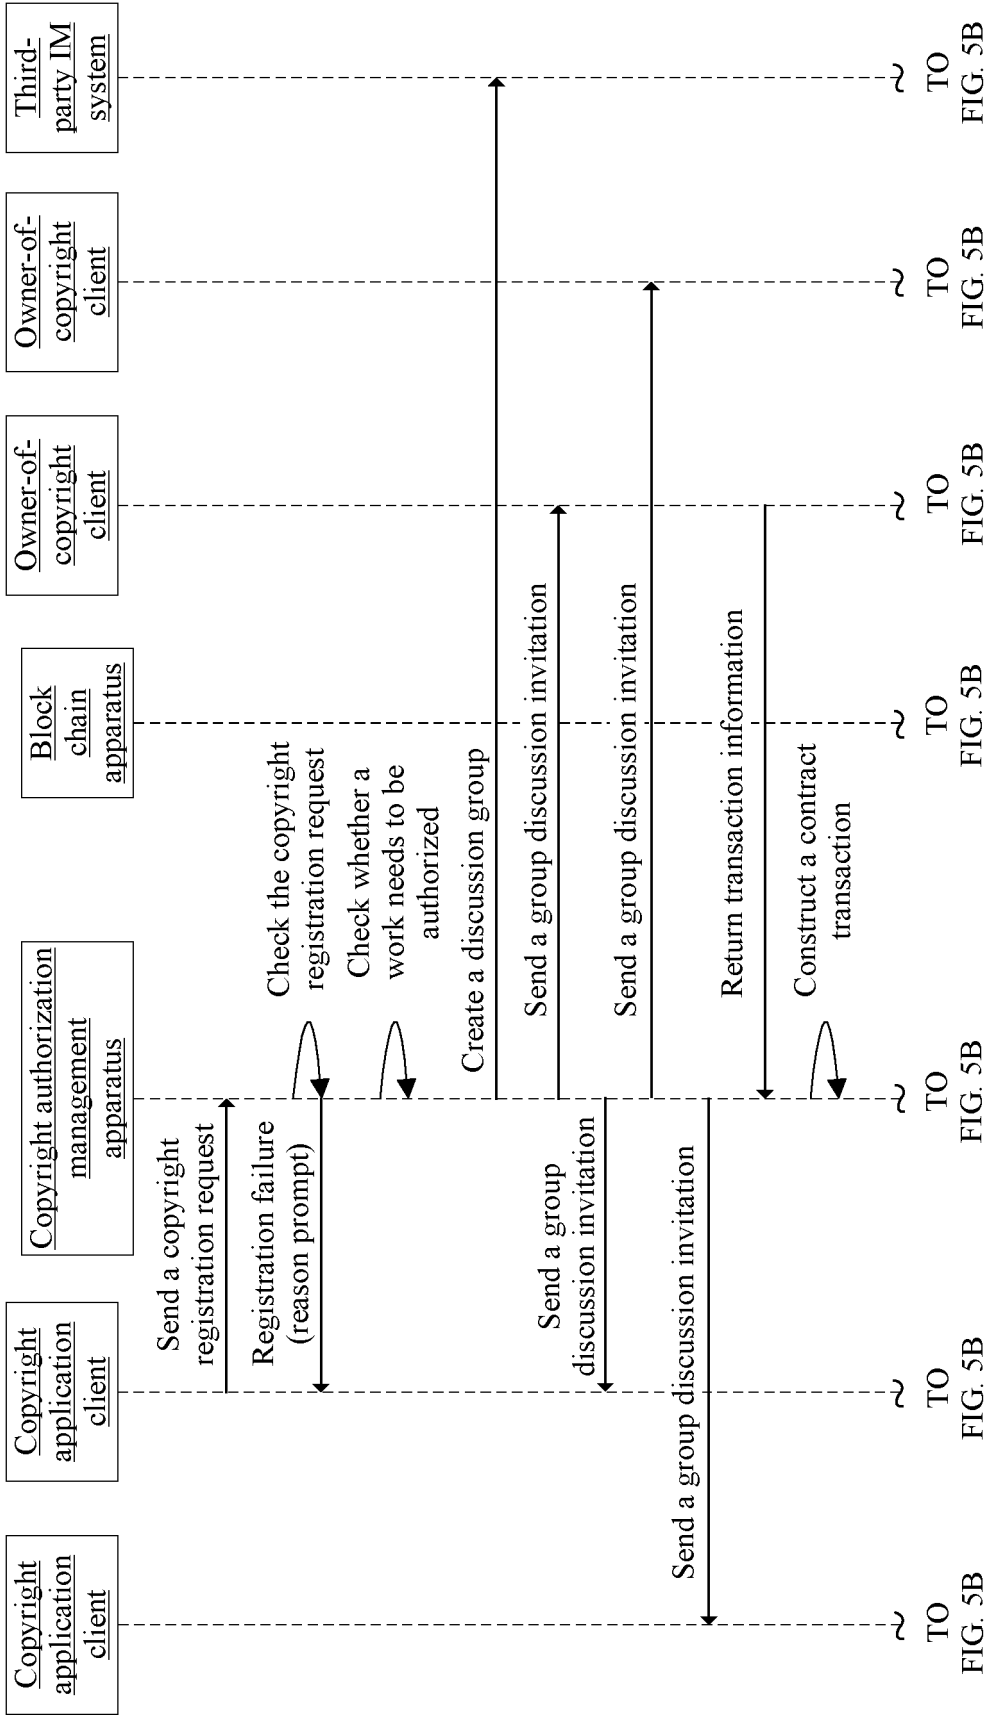 Copyright
application
client
Copyright
application
client
Copyright authorization
management
apparatus
Block
chain
apparatus
Owner-of-
copyright
client
Owner-of-
copyright
client
Third-
party IM
system
Send a copyright
registration request
Check the copyright
registration request
Registration failure
(reason prompt)
Check whether a
work needs to be
authorized
Create a discussion group
Send a group discussion invitation
Send a group
discussion invitation
Send a group discussion invitation
Send a group discussion invitation
Return transaction information
Construct a contract
transaction
TO
FIG. 5B
TO
FIG. 5B
TO
FIG. 5B
TO
FIG. 5B
TO
FIG. 5B
TO
FIG. 5B
TO
FIG. 5B